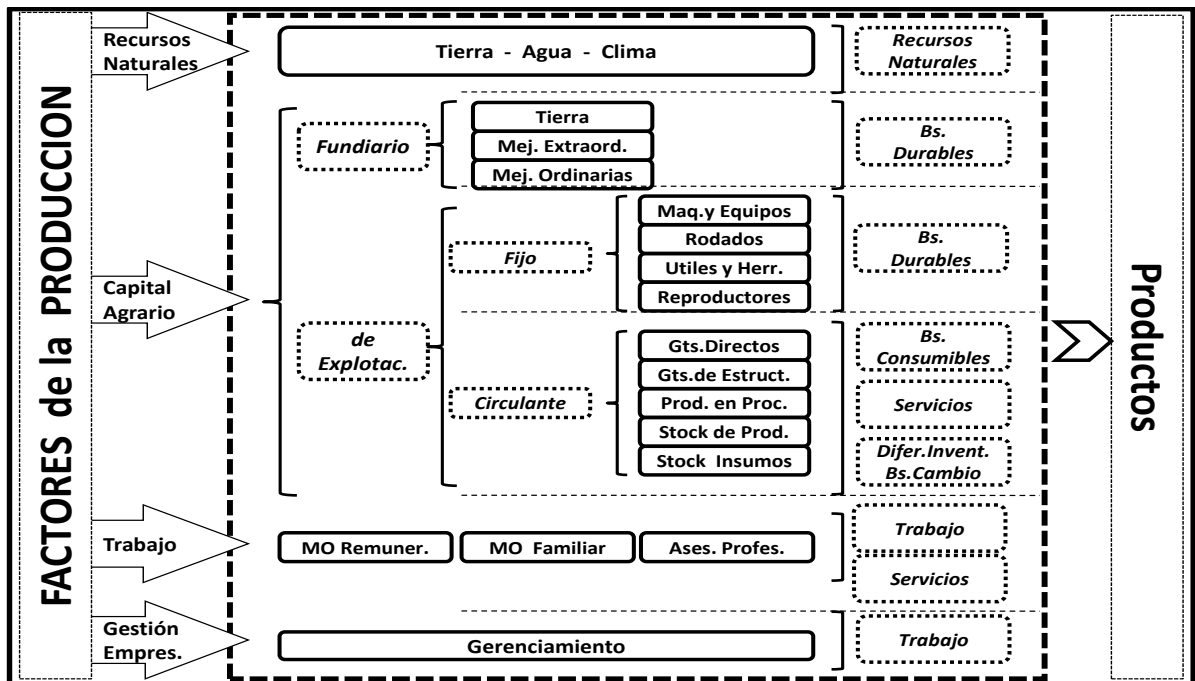 FACTORES de la PRODUCCION
Recursos
Naturales
Tierra - Agua - Clima
Recursos
Naturales
Capital
Agrario
Fundiario
Tierra
Mej. Extraord.
Mej. Ordinarias
Bs.
Durables
de
Explotac.
Fijo
Maq.y Equipos
Rodados
Utiles y Herr.
Reproductores
Bs.
Durables
Circulante
Gts.Directos
Gts.de Estruct.
Prod. en Proc.
Stock de Prod.
Stock Insumos
Bs.
Consumibles
Servicios
Difer.Invent.
Bs.Cambio
Trabajo
MO Remuner.
MO Familiar
Ases. Profes.
Trabajo
Servicios
Gestión
Empres.
Gerenciamiento
Trabajo
Productos